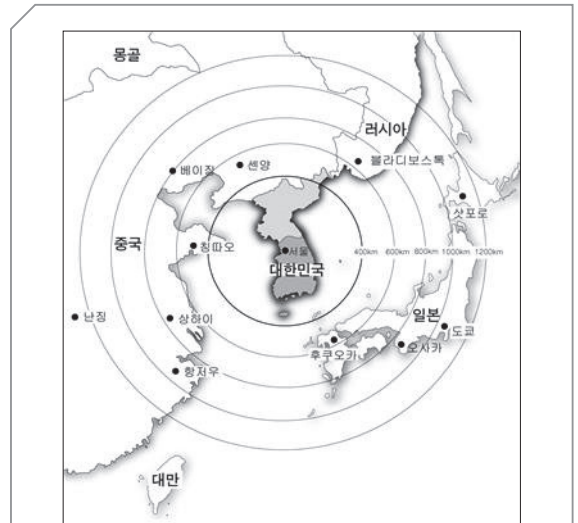 몽골
러시아
블라디보스톡
센양
베이징
삿포로
중국
칭따오
서울
400km 600km 800km 1000km 1200km
대한민국
난징
상하이
일본
도쿄
후쿠오카
오사카
항저우
대만